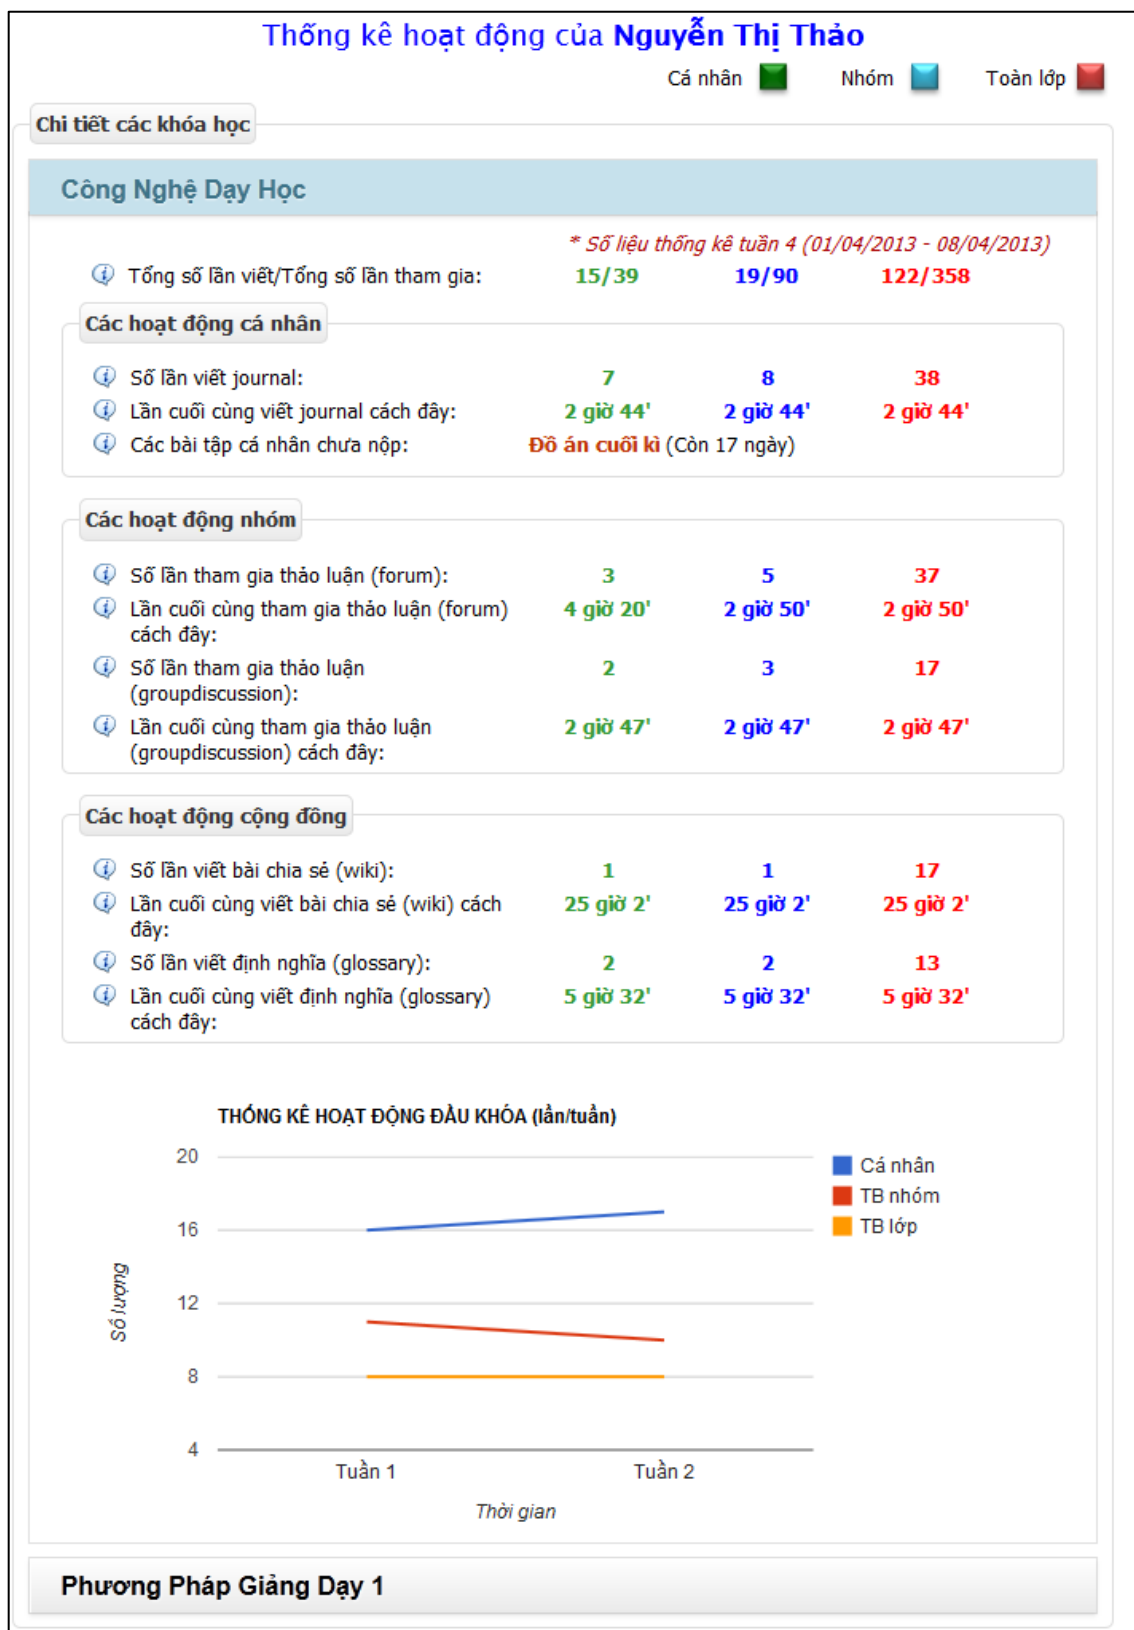 Thống kê hoạt động của Nguyễn Thị Thảo
Cá nhân Nhóm Toàn lớp
Chi tiết các khóa học
Công Nghệ Dạy Học
* Số liệu thống kê tuần 4 (01/04/2013 - 08/04/2013)
Tổng số lần viết/Tổng số lần tham gia: 15/39 19/90 122/358
Các hoạt động cá nhân
Số lần viết journal: 7 8 38
Lần cuối cùng viết journal cách đây: 2 giờ 44' 2 giờ 44' 2 giờ 44'
Các bài tập cá nhân chưa nộp: Đồ án cuối kì (Còn 17 ngày)
Các hoạt động nhóm
Số lần tham gia thảo luận (forum): 3 5 37
Lần cuối cùng tham gia thảo luận (forum) 4 giờ 20' 2 giờ 50' 2 giờ 50'
cách đây:
Số lần tham gia thảo luận 2 3 17
(groupdiscussion):
Lần cuối cùng tham gia thảo luận 2 giờ 47' 2 giờ 47' 2 giờ 47'
(groupdiscussion) cách đây:
Các hoạt động cộng đồng
Số lần viết bài chia sẻ (wiki): 1 1 17
Lần cuối cùng viết bài chia sẻ (wiki) cách 25 giờ 2' 25 giờ 2' 25 giờ 2'
đây:
Số lần viết định nghĩa (glossary): 2 2 13
Lần cuối cùng viết định nghĩa (glossary) 5 giờ 32' 5 giờ 32' 5 giờ 32'
cách đây:
THỐNG KÊ HOẠT ĐỘNG ĐẦU KHÓA (lần/tuần)
20
16
12
8
4
Số lượng
Cá nhân
TB nhóm
TB lớp
Tuần 1 Tuần 2
Thời gian
Phương Pháp Giảng Dạy 1